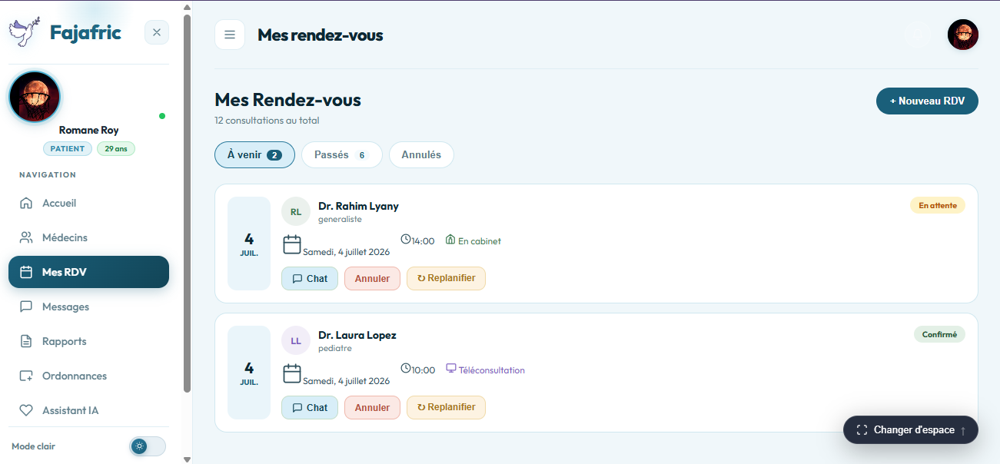 Fajafric
Mes rendez-vous
Romane Roy
PATIENT 29 ans
NAVIGATION
Accueil
Médecins
Mes RDV
Messages
Rapports
Ordonnances
Assistant IA
Mode clair
Mes Rendez-vous
12 consultations au total
+ Nouveau RDV
À venir 2 Passés 6 Annulés
4
JUIL.
RL
Dr. Rahim Lyany
generaliste
En attente
Samedi, 4 juillet 2026 14:00 En cabinet
Chat Annuler ↻ Replanifier
4
JUIL.
LL
Dr. Laura Lopez
pediatre
Confirmé
Samedi, 4 juillet 2026 10:00 Téléconsultation
Chat Annuler ↻ Replanifier
Changer d'espace ↑